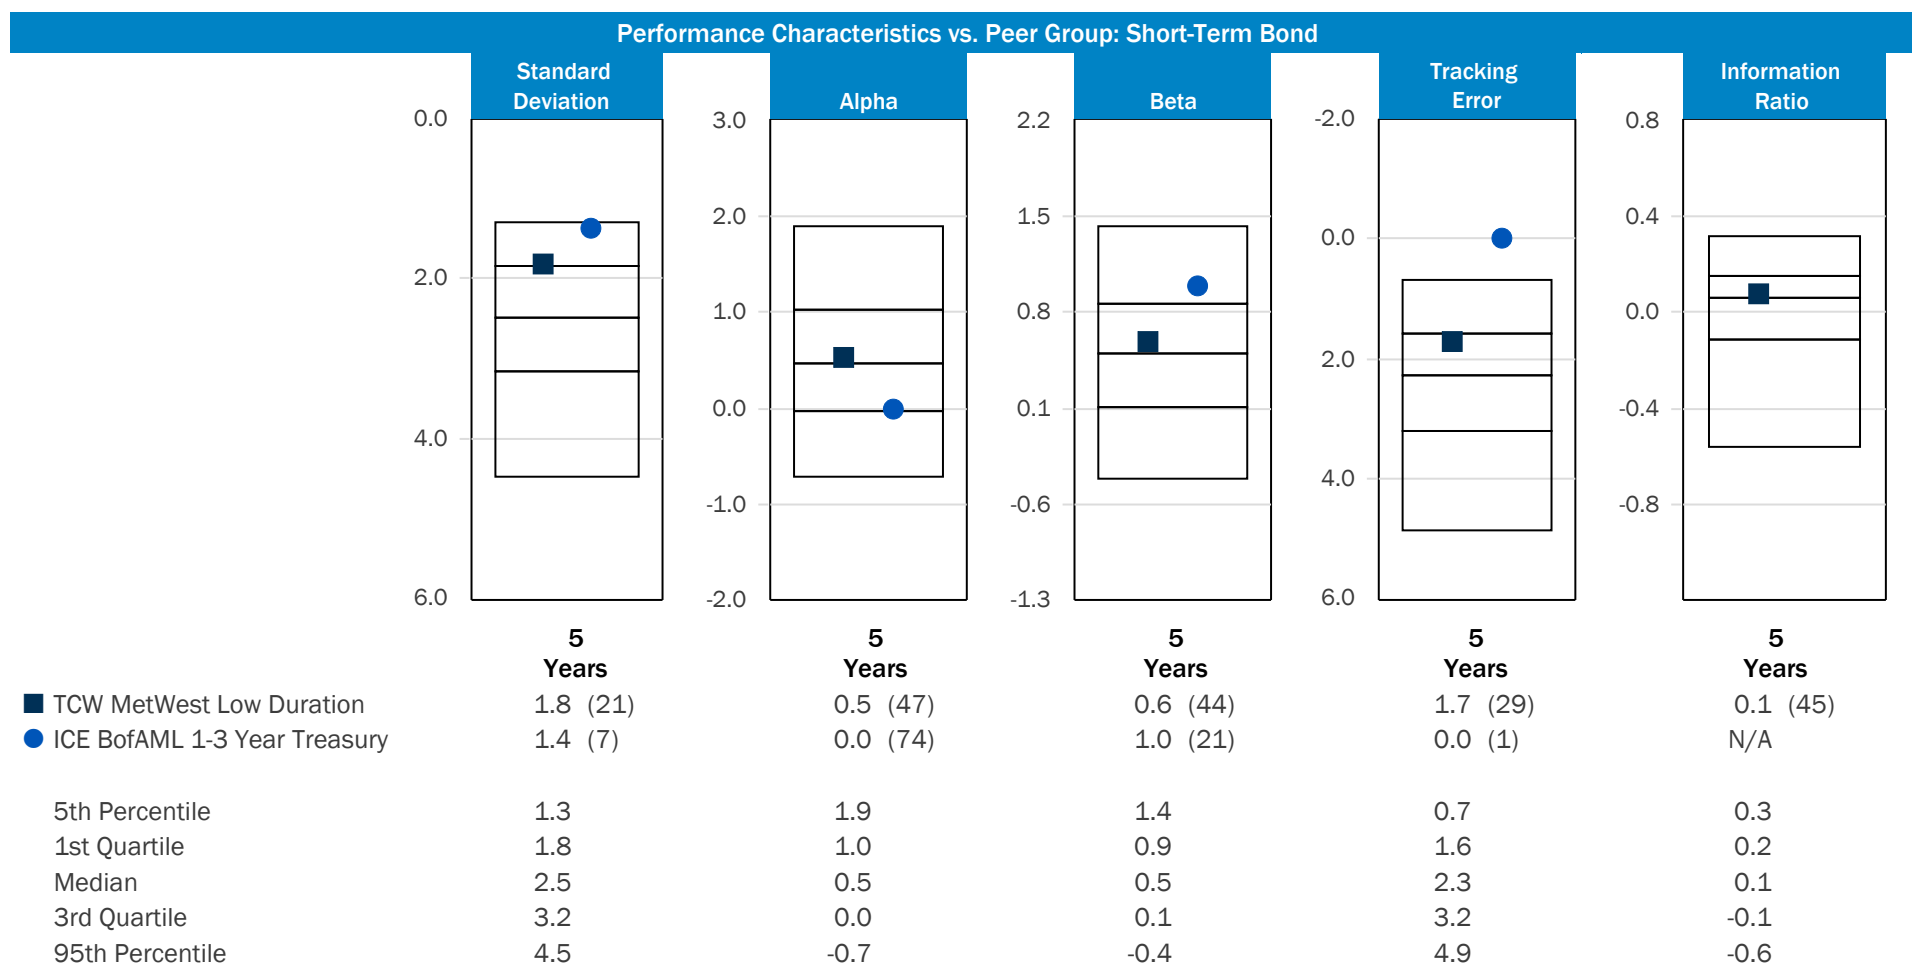 Performance Characteristics vs. Peer Group: Short-Term Bond
Standard Deviation
Alpha
Beta
Tracking Error
Information Ratio
0.0
2.0
4.0
6.0
3.0
2.0
1.0
0.0
-1.0
-2.0
2.2
1.5
0.8
0.1
-0.6
-1.3
-2.0
0.0
2.0
4.0
6.0
0.8
0.4
0.0
-0.4
-0.8
5 Years 5 Years 5 Years 5 Years 5 Years
TCW MetWest Low Duration 1.8 (21) 0.5 (47) 0.6 (44) 1.7 (29) 0.1 (45)
ICE BofAML 1-3 Year Treasury 1.4 (7) 0.0 (74) 1.0 (21) 0.0 (1) N/A
5th Percentile 1.3 1.9 1.4 0.7 0.3
1st Quartile 1.8 1.0 0.9 1.6 0.2
Median 2.5 0.5 0.5 2.3 0.1
3rd Quartile 3.2 0.0 0.1 3.2 -0.1
95th Percentile 4.5 -0.7 -0.4 4.9 -0.6